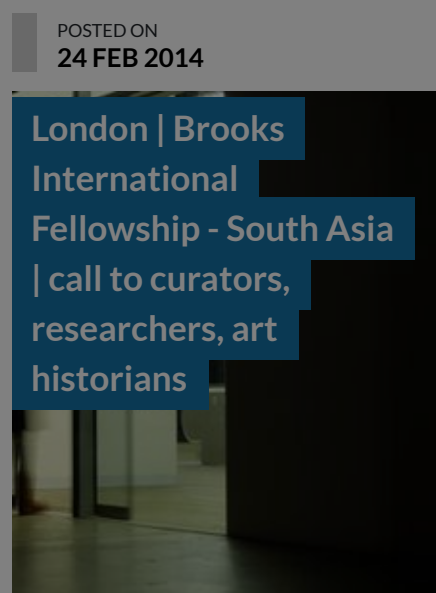 POSTED ON
24 FEB 2014
London | Brooks
International
Fellowship - South Asia
| call to curators,
researchers, art
historians